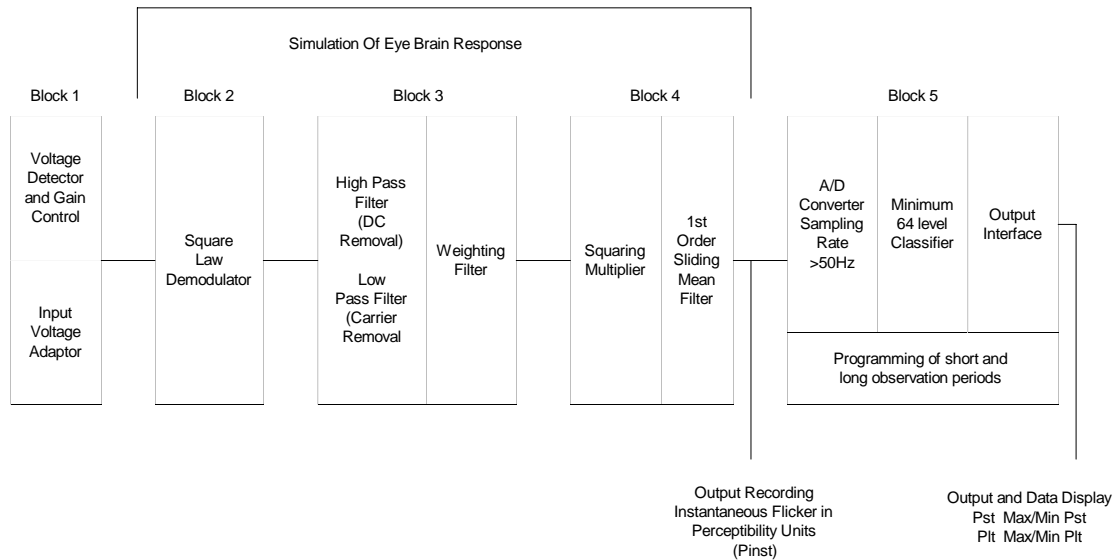 Simulation Of Eye Brain Response
Block 1
Block 2
Block 3
Block 4
Block 5
Voltage
Detector
and Gain
Control
Input
Voltage
Adaptor
Square
Law
Demodulator
High Pass
Filter
(DC
Removal)
Low
Pass Filter
(Carrier
Removal
Weighting
Filter
Squaring
Multiplier
1st
Order
Sliding
Mean
Filter
A/D
Converter
Sampling
Rate
>50Hz
Minimum
64 level
Classifier
Output
Interface
Programming of short and
long observation periods
Output Recording
Instantaneous Flicker in
Perceptibility Units
(Pinst)
Output and Data Display
Pst Max/Min Pst
Plt Max/Min Plt